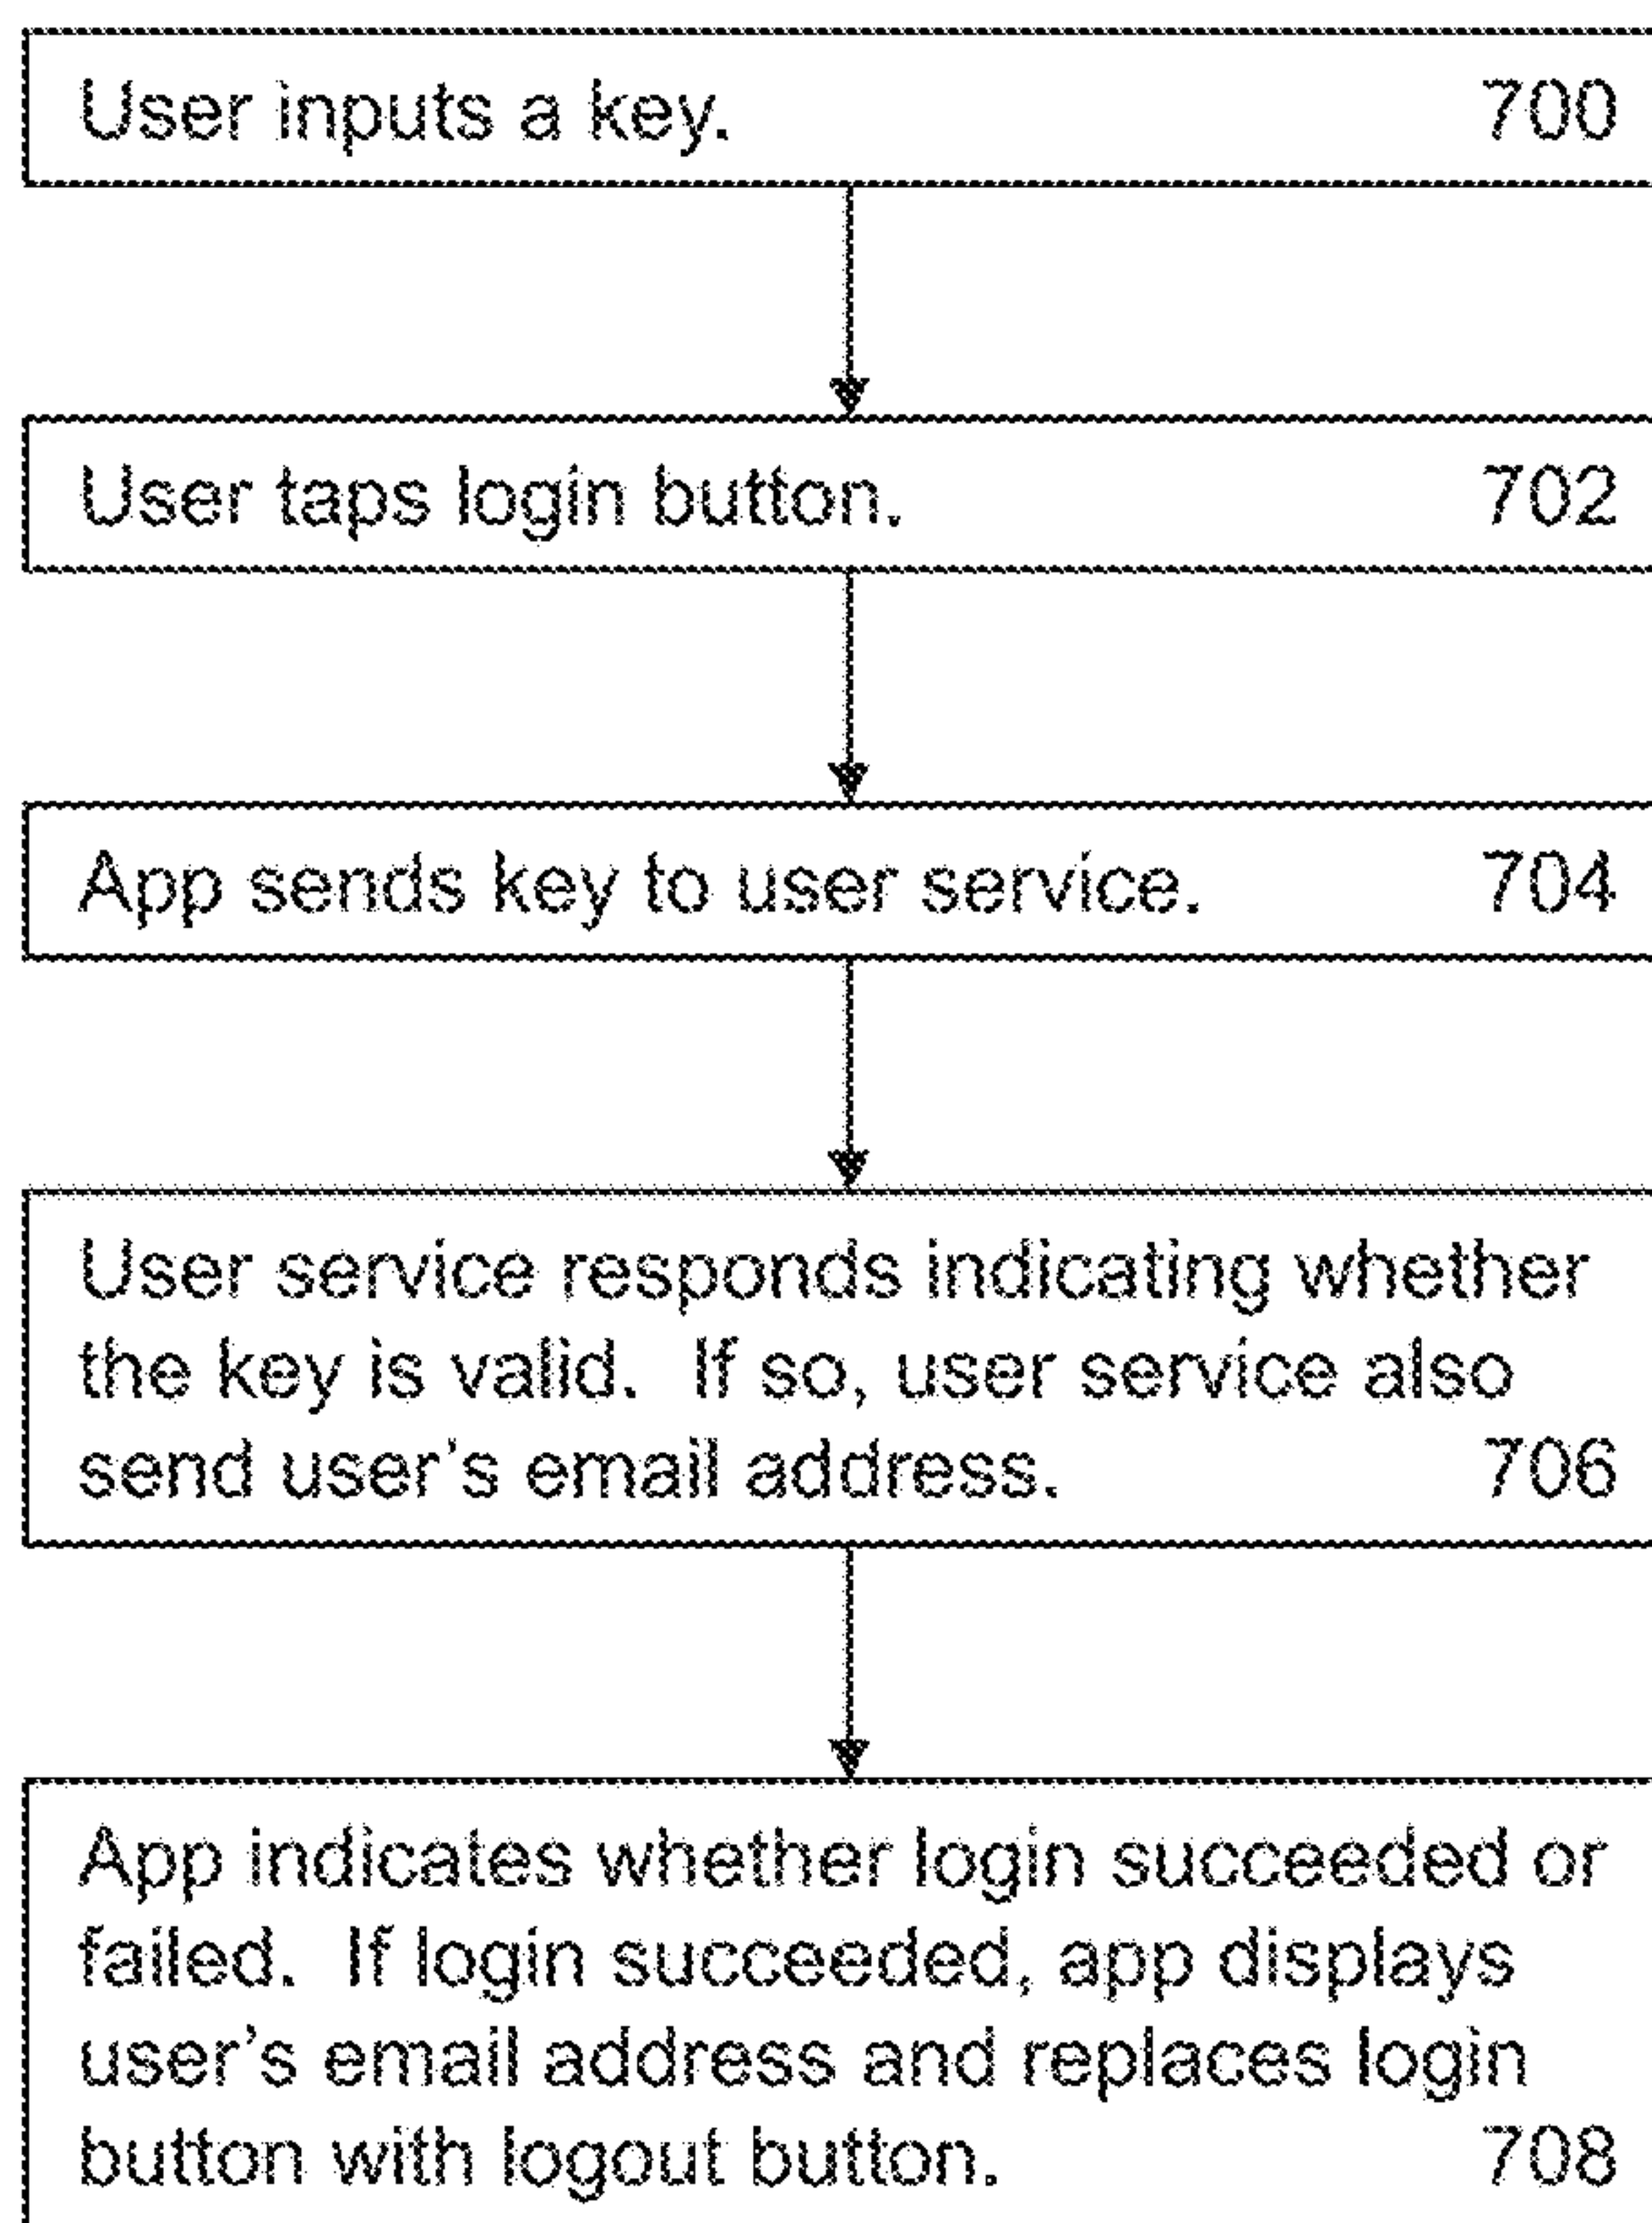 User inputs a key. 700
User taps login button. 702
App sends key to user service. 704
User service responds indicating whether
the key is valid.  If so, user service also
send user's email address. 706
App indicates whether login succeeded or
failed.  If login succeeded, app displays
user's email address and replaces login
button with logout button. 708